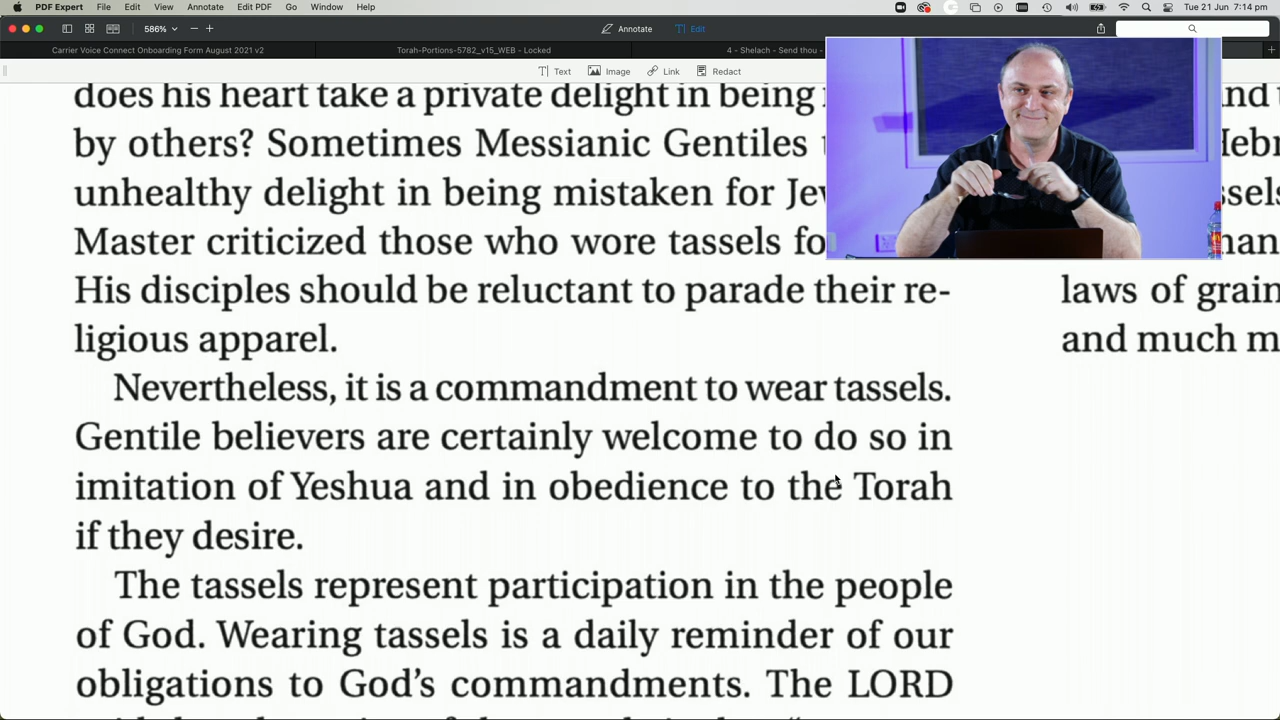 PDF Expert File Edit View Annotate Edit PDF Go Window Help Tue 21 Jun 7:14 pm
586% Annotate Edit
Carrier Voice Connect Onboarding Form August 2021 v2 Torah-Portions-5782_v15_WEB - Locked 4 - Shelach - Send thou -
Text Image Link Redact
does his heart take a private delight in being
by others? Sometimes Messianic Gentiles
unhealthy delight in being mistaken for
Master criticized those who wore tassels
His disciples should be reluctant to parade their re-
ligious apparel.
Nevertheless, it is a commandment to wear tassels.
Gentile believers are certainly welcome to do so in
imitation of Yeshua and in obedience to the Torah
if they desire.
The tassels represent participation in the people
of God. Wearing tassels is a daily reminder of our
obligations to God's commandments. The LORD
laws of grain
and much